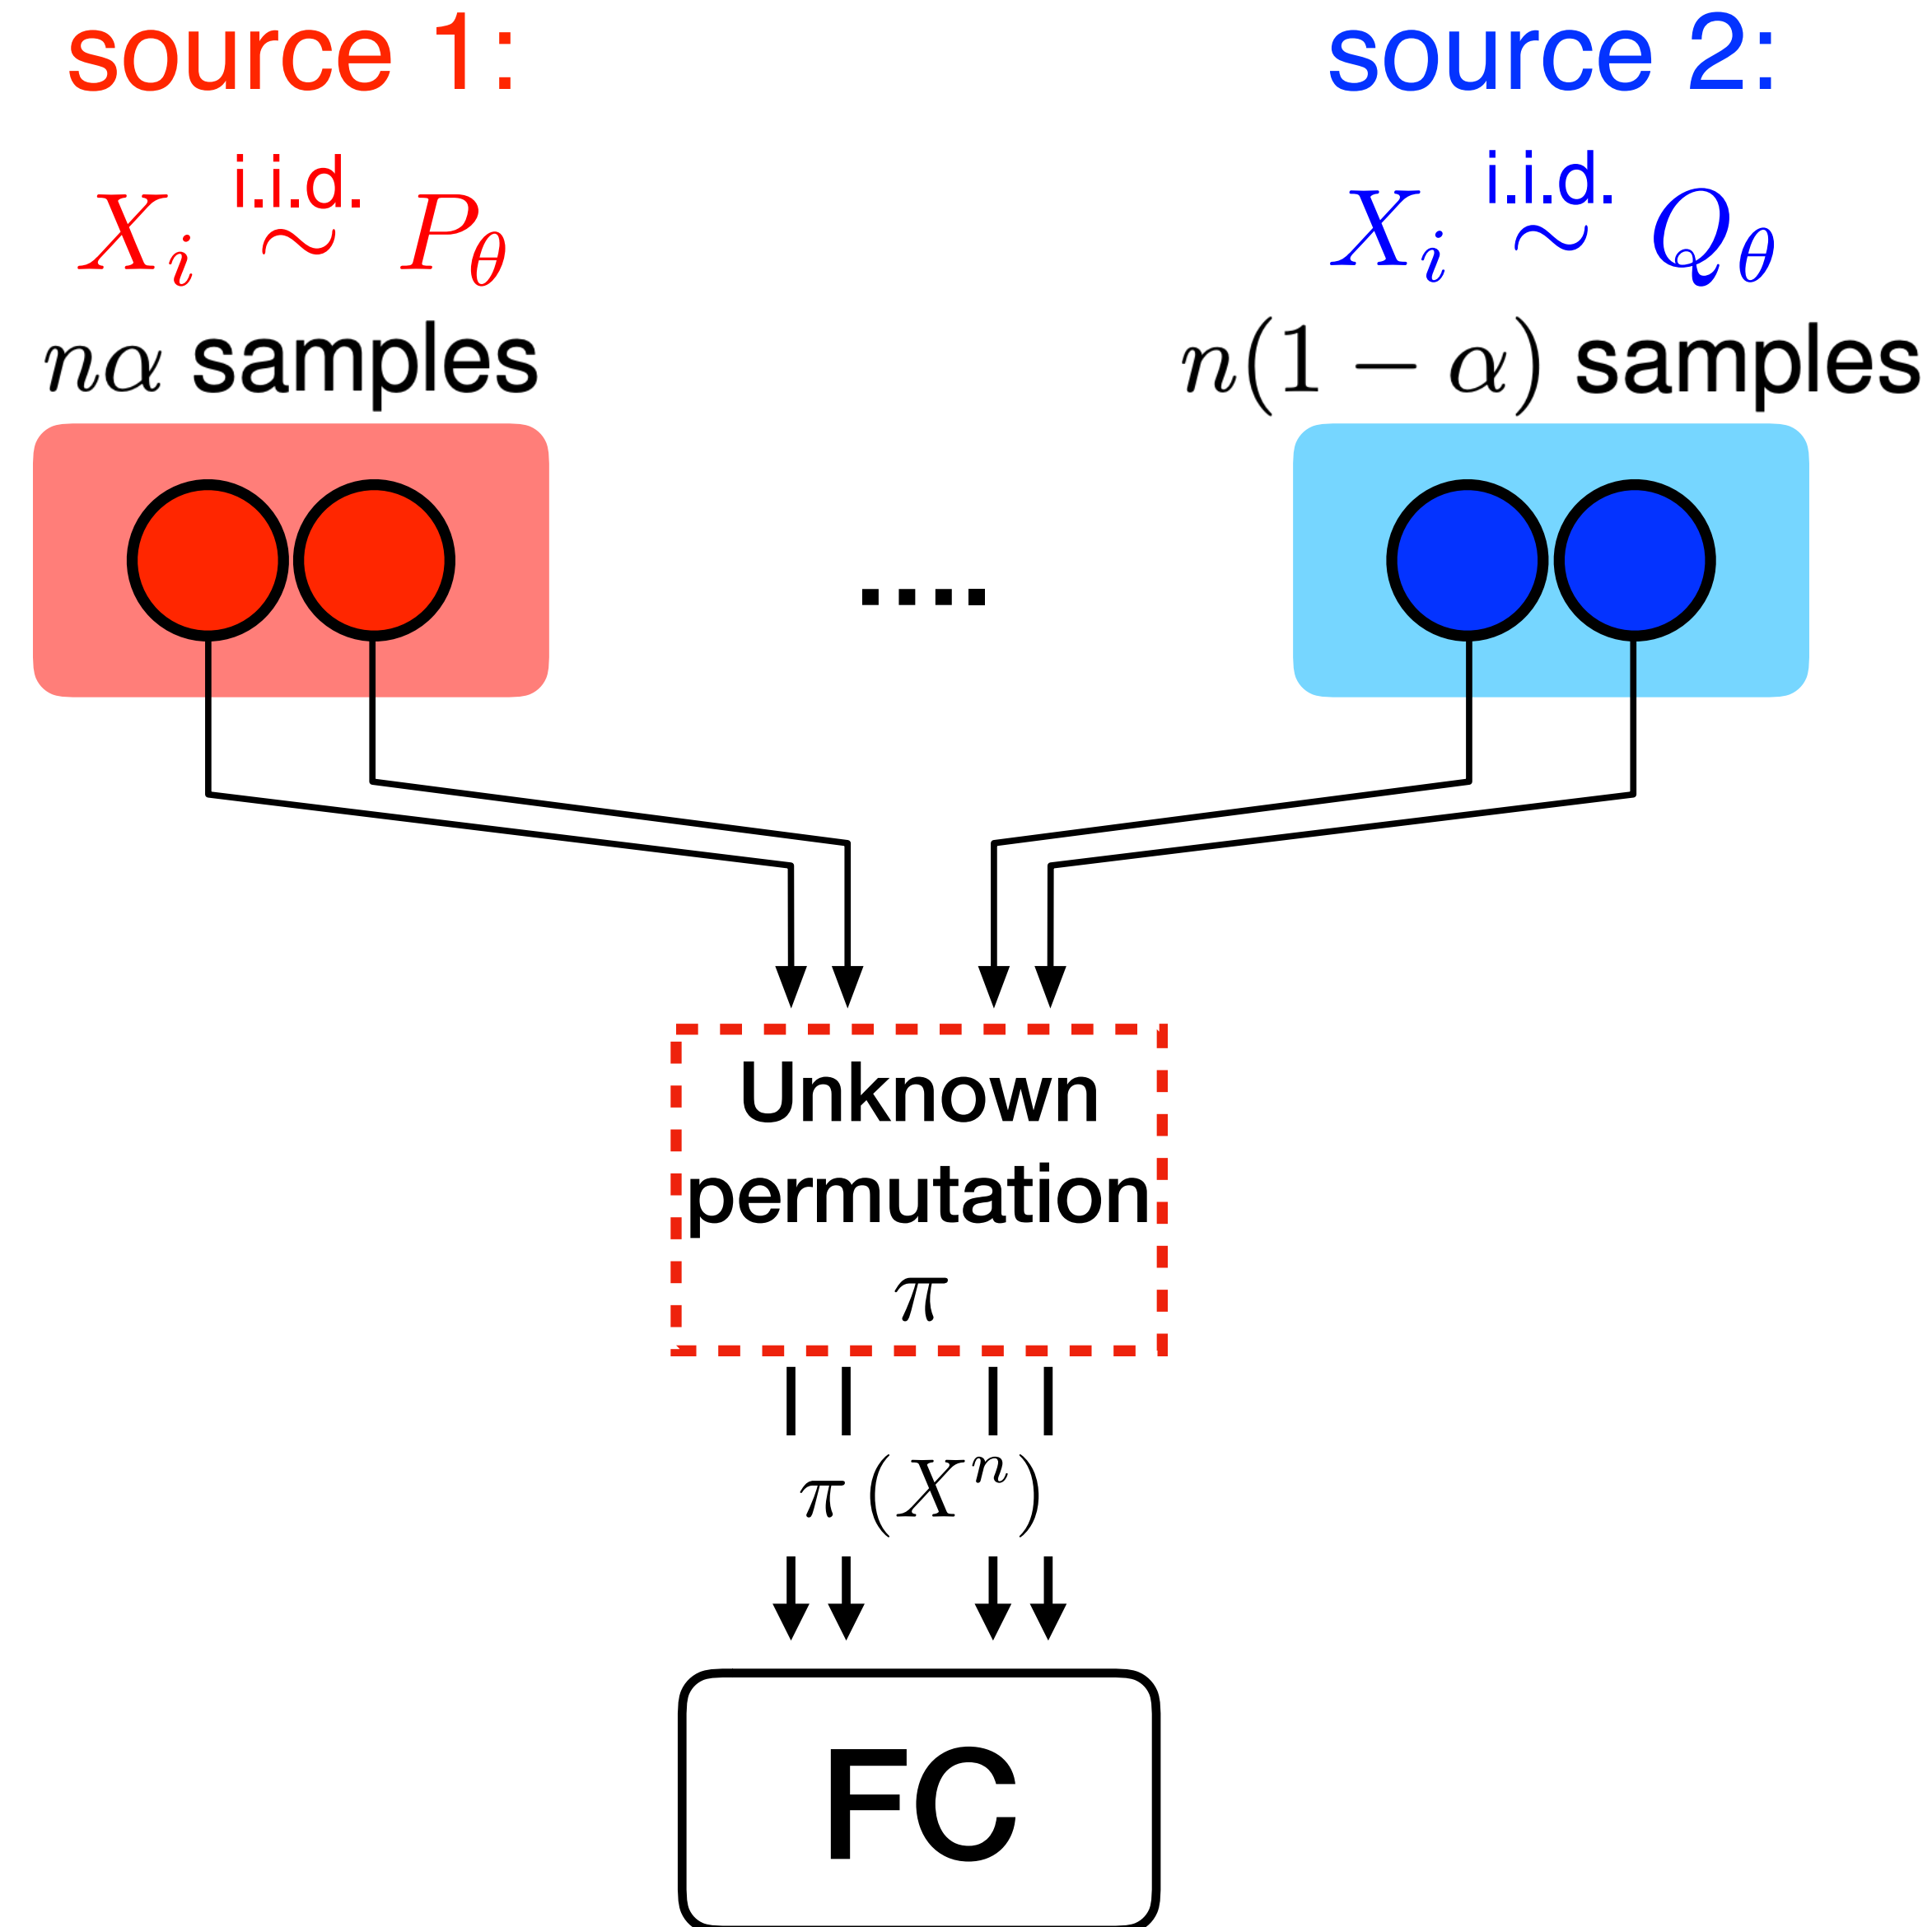 source 1:
X_i i.i.d. ∼ P_θ
nα samples
source 2:
X_i i.i.d. ∼ Q_θ
n(1 − α) samples
....
Unknown
permutation
π
π (X^n)
FC